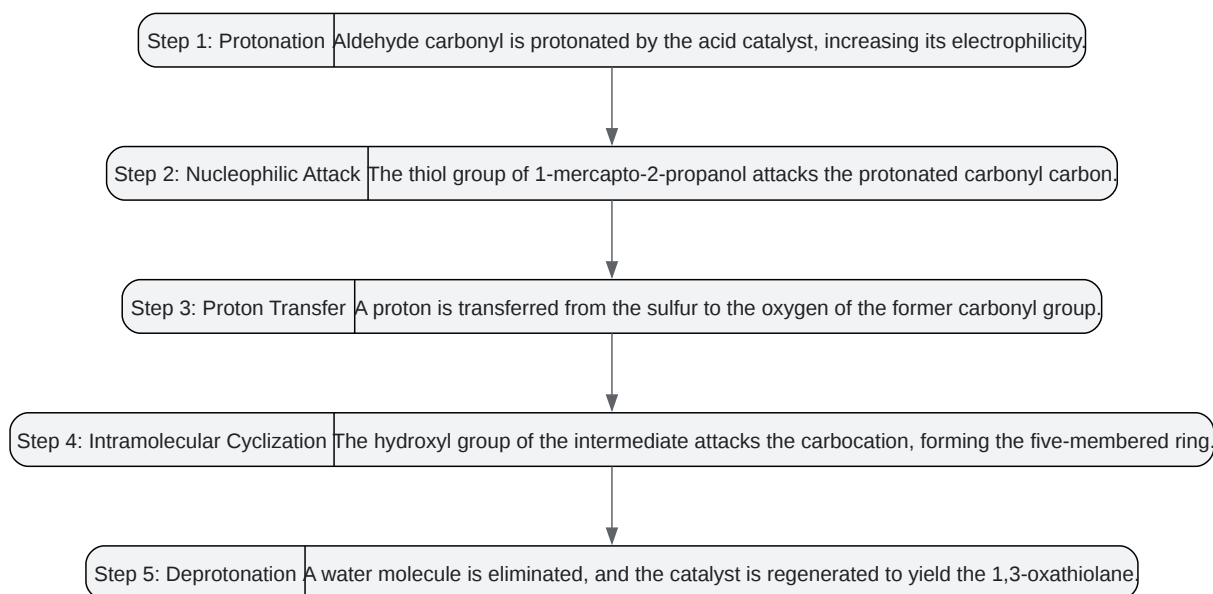 Step 1: Protonation Aldehyde carbonyl is protonated by the acid catalyst, increasing its electrophilicity.
Step 2: Nucleophilic Attack The thiol group of 1-mercapto-2-propanol attacks the protonated carbonyl carbon.
Step 3: Proton Transfer A proton is transferred from the sulfur to the oxygen of the former carbonyl group.
Step 4: Intramolecular Cyclization The hydroxyl group of the intermediate attacks the carbocation, forming the five-membered ring.
Step 5: Deprotonation A water molecule is eliminated, and the catalyst is regenerated to yield the 1,3-oxathiolane.